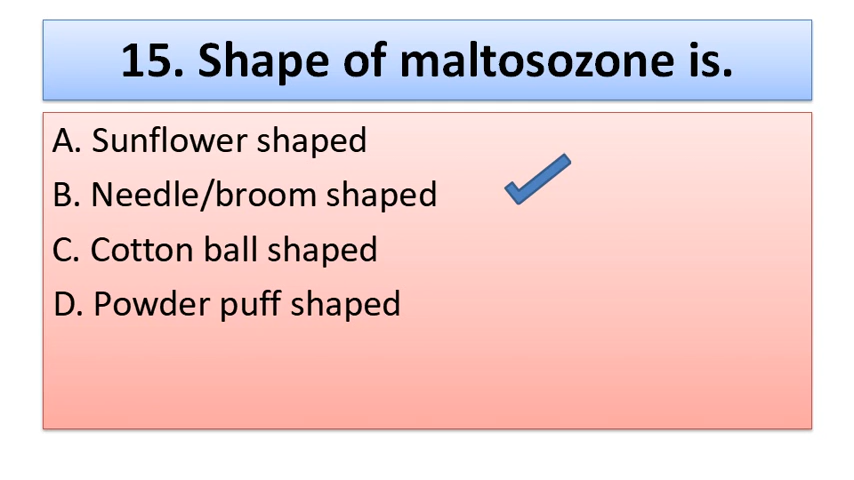 15. Shape of maltosozone is.
A. Sunflower shaped
B. Needle/broom shaped
C. Cotton ball shaped
D. Powder puff shaped